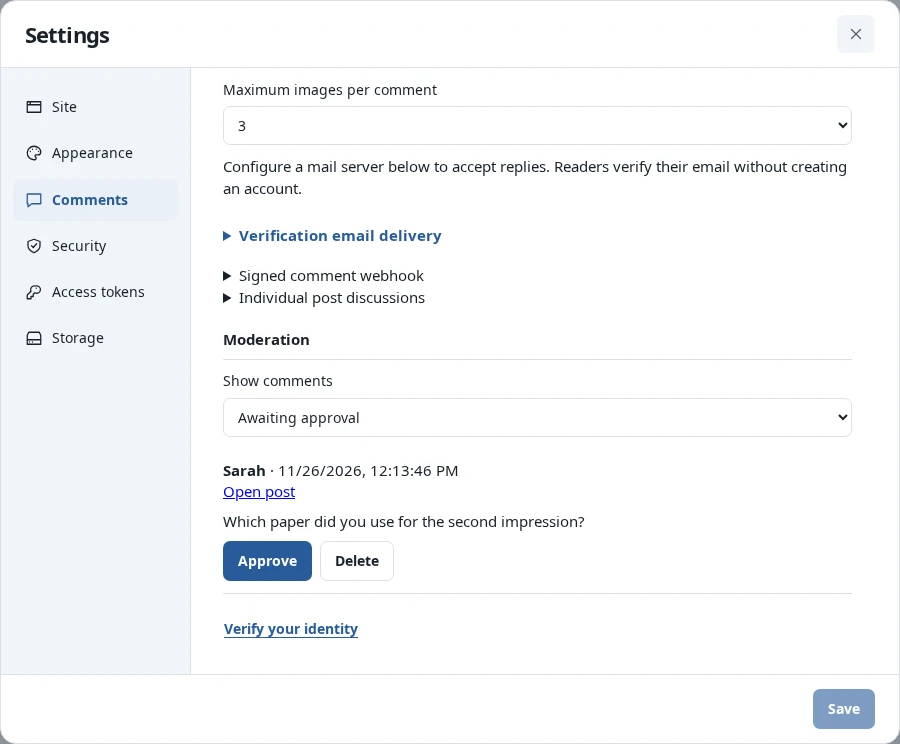 Settings
Site
Appearance
Comments
Security
Access tokens
Storage
Maximum images per comment
3
Configure a mail server below to accept replies. Readers verify their email without creating
an account.
Verification email delivery
Signed comment webhook
Individual post discussions
Moderation
Show comments
Awaiting approval
Sarah · 11/26/2026, 12:13:46 PM
Open post
Which paper did you use for the second impression?
Approve
Delete
Verify your identity
Save